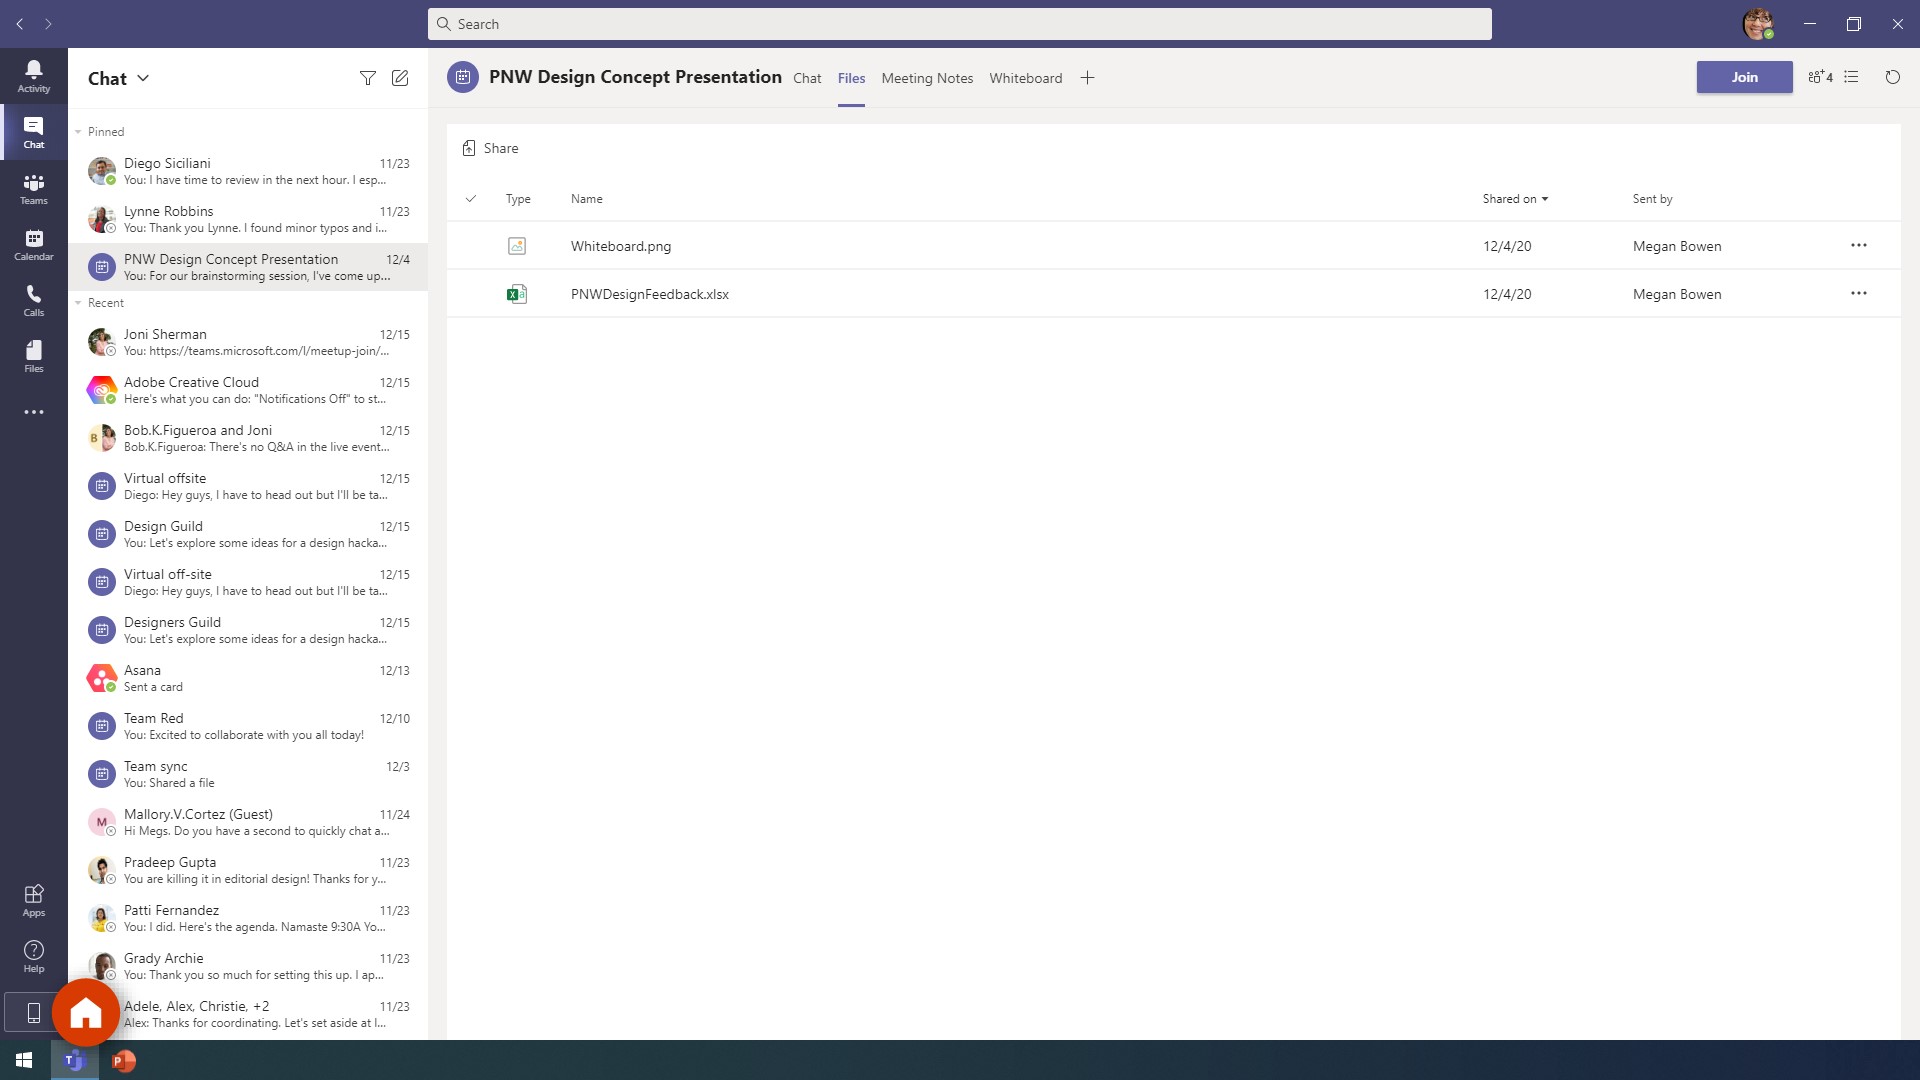 Search
Activity
Chat
Teams
Calendar
Calls
Files
Apps
Help
Chat
Pinned
Diego Siciliani 11/23
You: I have time to review in the next hour. I esp...
Lynne Robbins 11/23
You: Thank you Lynne. I found minor typos and i...
PNW Design Concept Presentation 12/4
You: For our brainstorming session, I've come up...
Recent
Joni Sherman 12/15
You: https://teams.microsoft.com/l/meetup-join/...
Adobe Creative Cloud 12/15
Here's what you can do: "Notifications Off" to st...
B
Bob.K.Figueroa and Joni 12/15
Bob.K.Figueroa: There's no Q&A in the live event...
Virtual offsite 12/15
Diego: Hey guys, I have to head out but I'll be ta...
Design Guild 12/15
You: Let's explore some ideas for a design hacka...
Virtual off-site 12/15
Diego: Hey guys, I have to head out but I'll be ta...
Designers Guild 12/15
You: Let's explore some ideas for a design hacka...
Asana 12/13
Sent a card
Team Red 12/10
You: Excited to collaborate with you all today!
Team sync 12/3
You: Shared a file
M
Mallory.V.Cortez (Guest) 11/24
Hi Megs. Do you have a second to quickly chat a...
Pradeep Gupta 11/23
You are killing it in editorial design! Thanks for y...
Patti Fernandez 11/23
You: I did. Here's the agenda. Namaste 9:30A Yo...
Grady Archie 11/23
You: Thank you so much for setting this up. I ap...
Adele, Alex, Christie, +2 11/23
Alex: Thanks for coordinating. Let's set aside at l...
PNW Design Concept Presentation Chat Files Meeting Notes Whiteboard
Join 4
Share
Type Name Shared on Sent by
Whiteboard.png 12/4/20 Megan Bowen
PNWDesignFeedback.xlsx 12/4/20 Megan Bowen
T
P